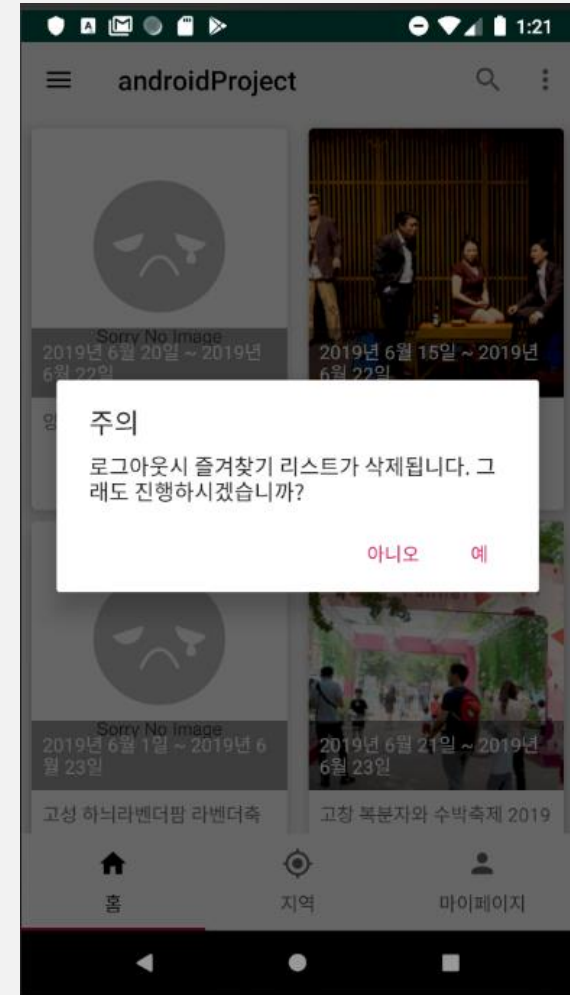 1:21
androidProject
Sorry No Image
2019년 6월 20일 ~ 2019년
6월 22일
2019년 6월 15일 ~ 2019년
6월 22일
주의
로그아웃시 즐겨찾기 리스트가 삭제됩니다. 그
래도 진행하시겠습니까?
아니오 예
Sorry No Image
2019년 6월 1일 ~ 2019년 6
월 23일
2019년 6월 21일 ~ 2019년
6월 23일
고성 하늬라벤더팜 라벤더축
고창 복분자와 수박축제 2019
홈 지역 마이페이지